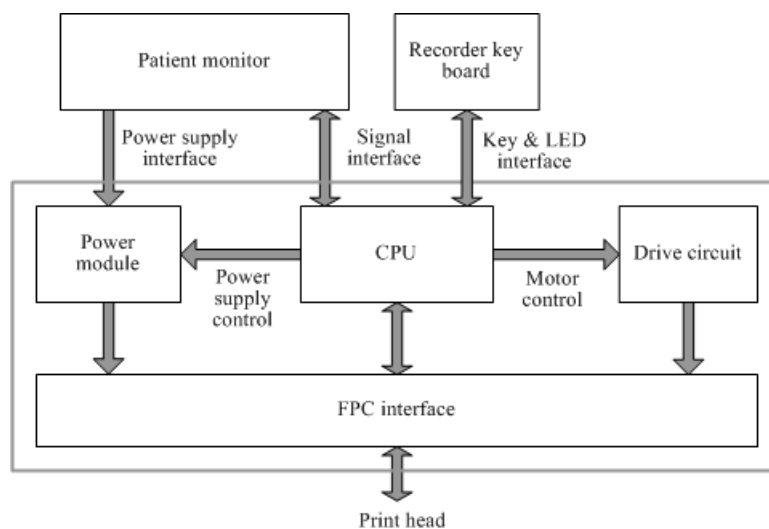 Patient monitor
Recorder key
board
Power supply
interface
Signal
interface
Key & LED
interface
Power
module
CPU
Drive circuit
Power
supply
control
Motor
control
FPC interface
Print head